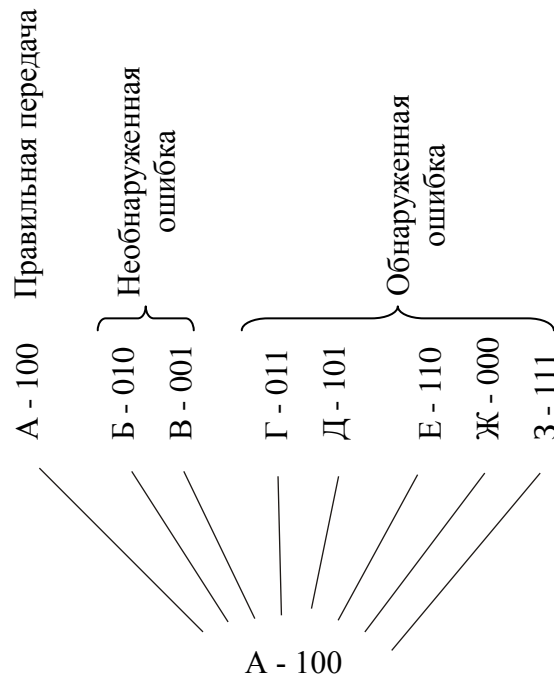 А - 100 Правильная передача
Б - 010
В - 001
Необнаруженная
ошибка
Г - 011
Д - 101
Е - 110
Ж - 000
З - 111
Обнаруженная
ошибка
А - 100